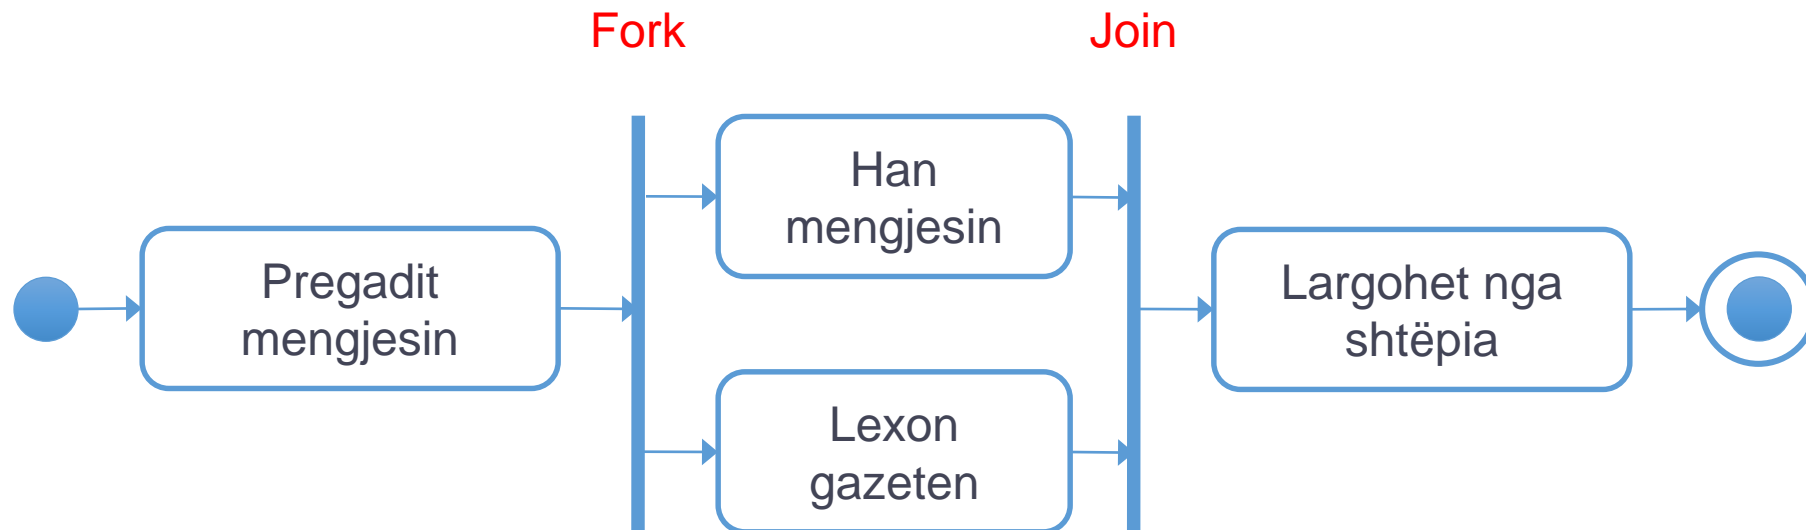 Fork
Join
Pregadit
mengjesin
Han
mengjesin
Lexon
gazeten
Largohet nga
shtëpia